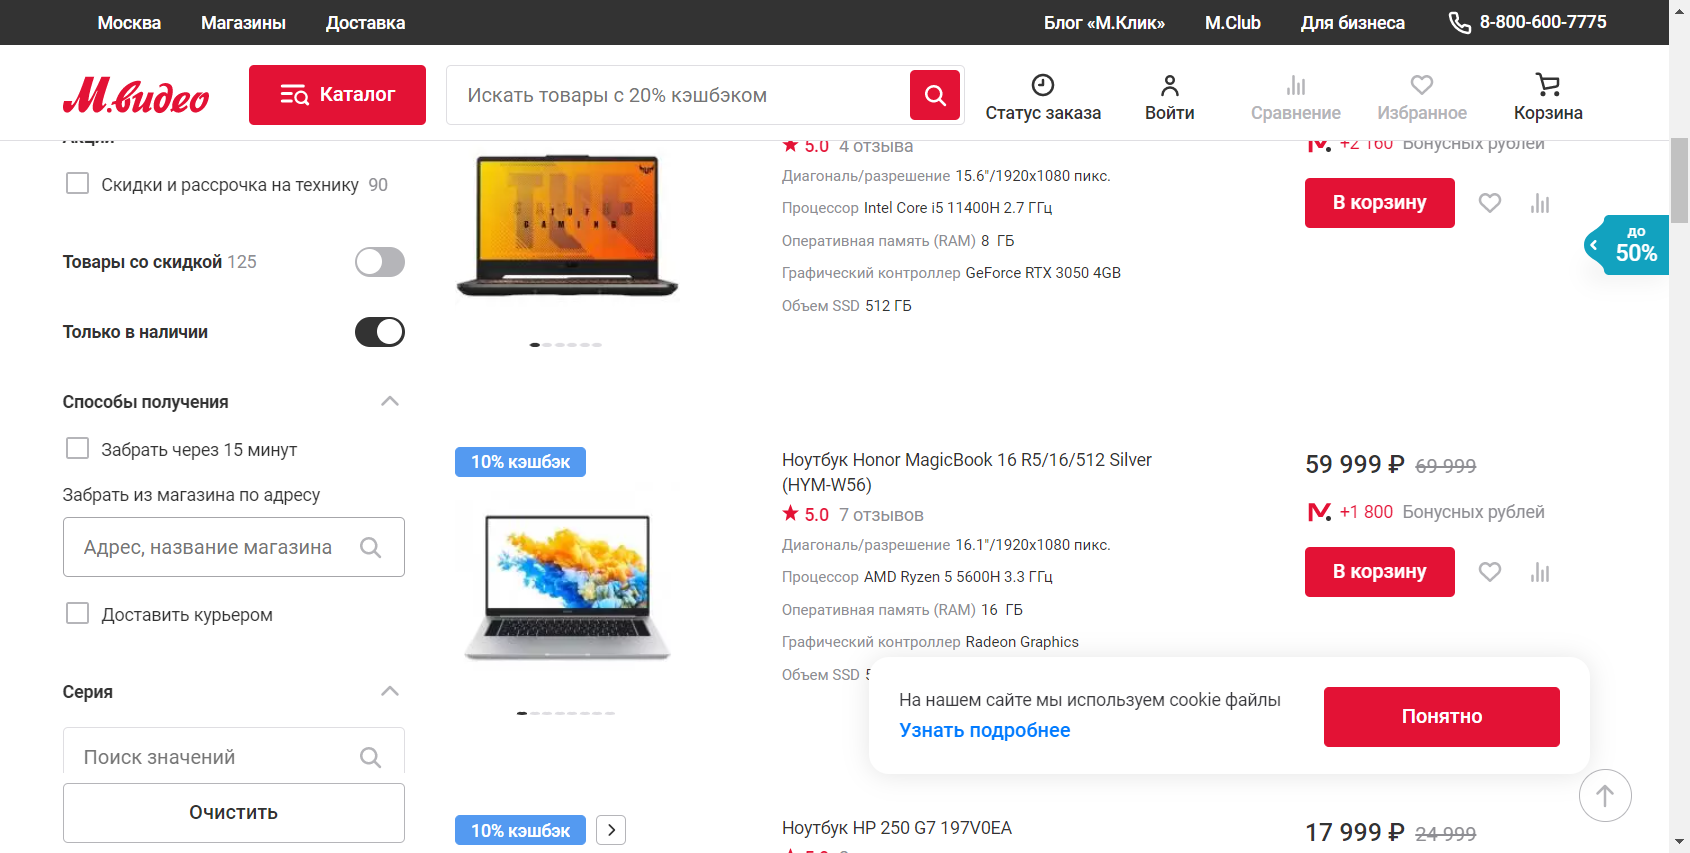 Москва Магазины Доставка Блог «М.Клик» M.Club Для бизнеса 8-800-600-7775
М.видео Каталог Искать товары с 20% кэшбэком Статус заказа Войти Сравнение Избранное Корзина
Акции
Скидки и рассрочка на технику 90
Товары со скидкой 125
Только в наличии
Способы получения
Забрать через 15 минут
Забрать из магазина по адресу
Адрес, название магазина
Доставить курьером
Серия
Поиск значений
Очистить
TUF
GAMING
5.0 4 отзыва
Диагональ/разрешение 15.6"/1920x1080 пикс.
Процессор Intel Core i5 11400H 2.7 ГГц
Оперативная память (RAM) 8 ГБ
Графический контроллер GeForce RTX 3050 4GB
Объем SSD 512 ГБ
+2 160 Бонусных рублей
В корзину
до
50%
10% кэшбэк
Ноутбук Honor MagicBook 16 R5/16/512 Silver
(HYM-W56)
5.0 7 отзывов
Диагональ/разрешение 16.1"/1920x1080 пикс.
Процессор AMD Ryzen 5 5600H 3.3 ГГц
Оперативная память (RAM) 16 ГБ
Графический контроллер Radeon Graphics
Объем SSD
59 999 ₽ 69 999
+1 800 Бонусных рублей
В корзину
На нашем сайте мы используем cookie файлы
Узнать подробнее
Понятно
10% кэшбэк
Ноутбук HP 250 G7 197V0EA
17 999 ₽ 24 999